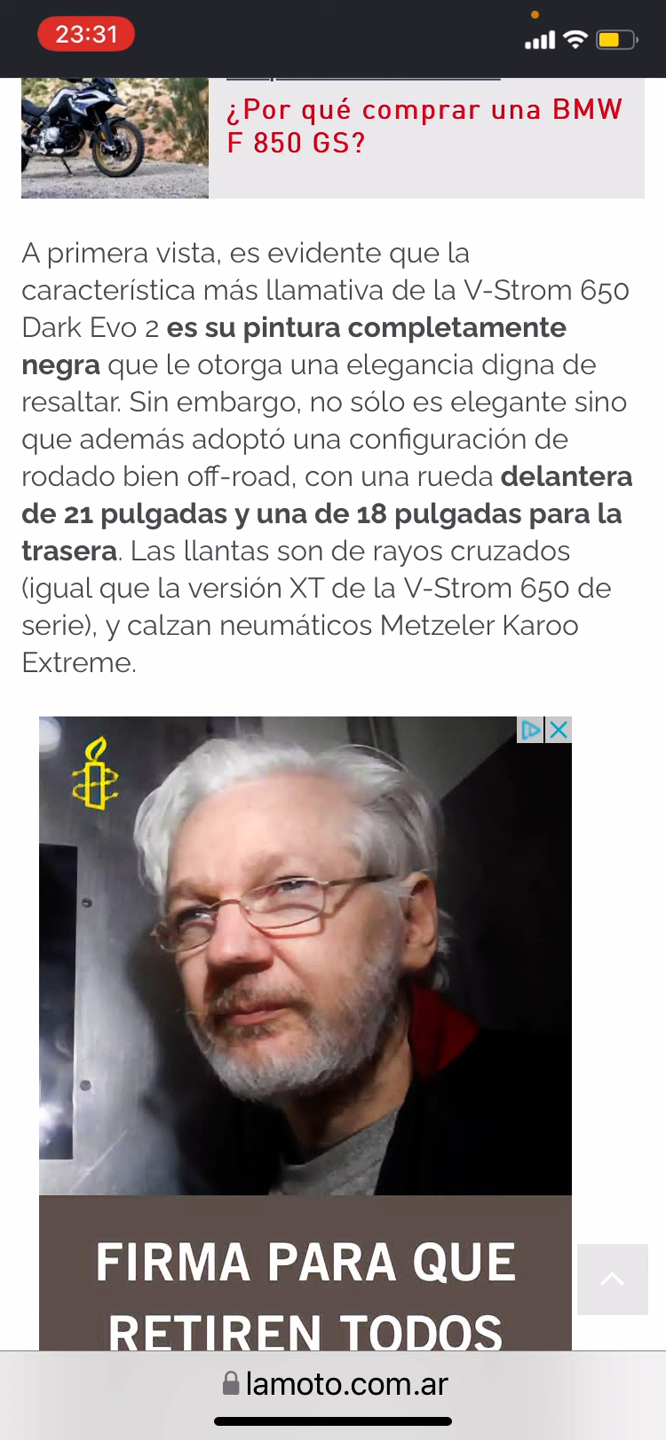 23:31
¿Por qué comprar una BMW
F 850 GS?
A primera vista, es evidente que la
característica más llamativa de la V-Strom 650
Dark Evo 2 es su pintura completamente
negra que le otorga una elegancia digna de
resaltar. Sin embargo, no sólo es elegante sino
que además adoptó una configuración de
rodado bien off-road, con una rueda delantera
de 21 pulgadas y una de 18 pulgadas para la
trasera. Las llantas son de rayos cruzados
(igual que la versión XT de la V-Strom 650 de
serie), y calzan neumáticos Metzeler Karoo
Extreme.
FIRMA PARA QUE
RETIREN TODOS
lamoto.com.ar